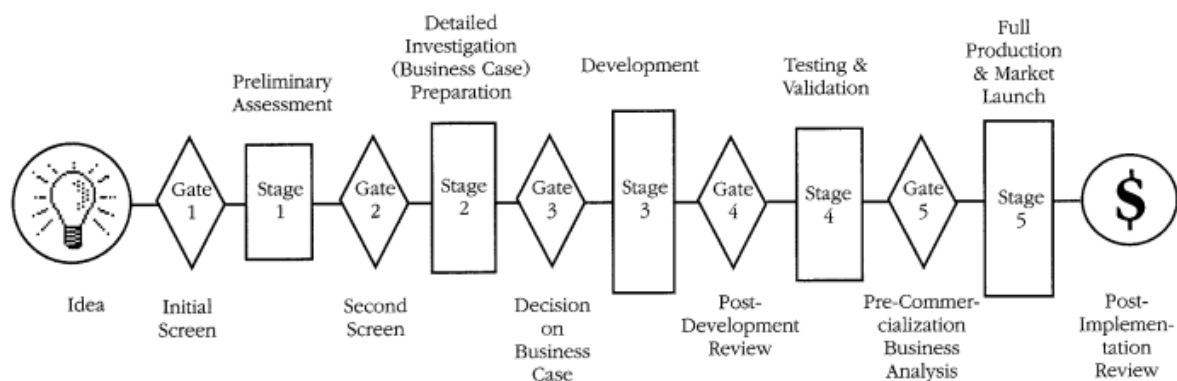 Preliminary
Assessment
Detailed
Investigation
(Business Case)
Preparation
Development
Testing &
Validation
Full
Production
& Market
Launch
Gate
1
Stage
1
Gate
2
Stage
2
Gate
3
Stage
3
Gate
4
Stage
4
Gate
5
Stage
5
$
Idea
Initial
Screen
Second
Screen
Decision
on
Business
Case
Post-
Development
Review
Pre-Commer-
cialization
Business
Analysis
Post-
Implemen-
tation
Review